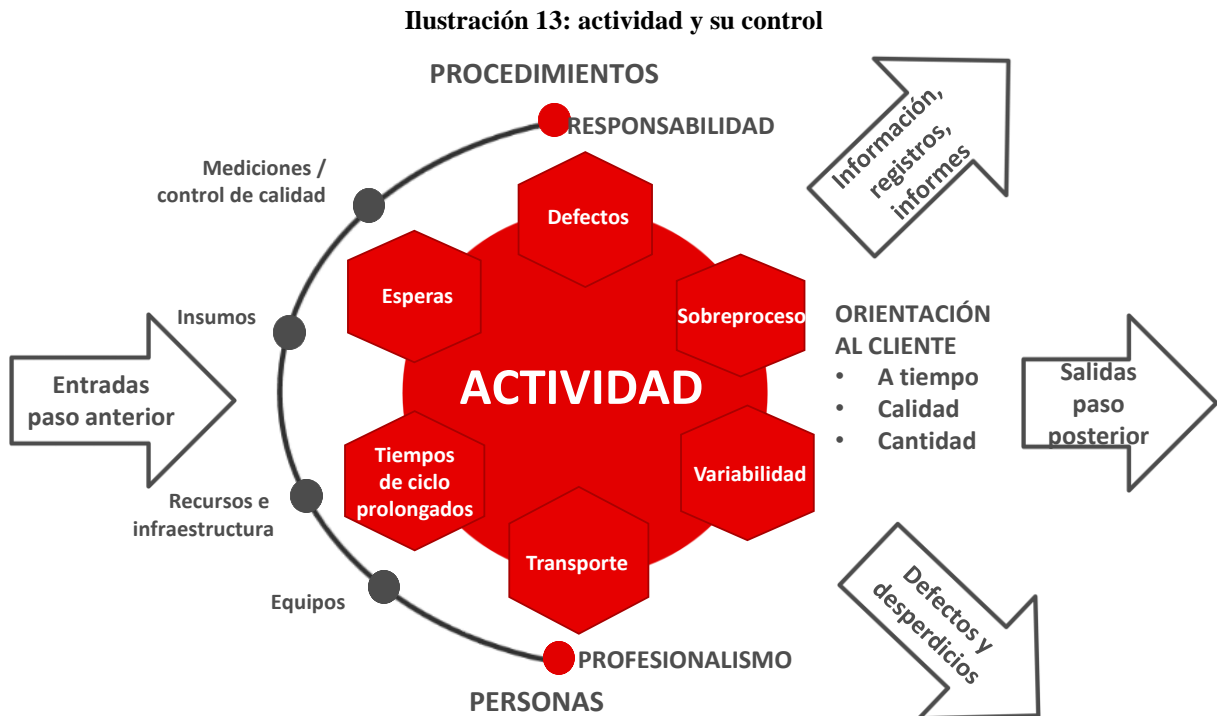 Ilustración 13: actividad y su control
PROCEDIMIENTOS
RESPONSABILIDAD
Mediciones /
control de calidad
Insumos
Entradas
paso anterior
Recursos e
infraestructura
Equipos
PROFESIONALISMO
PERSONAS
Defectos
Esperas
Sobreproceso
ACTIVIDAD
Tiempos
de ciclo
prolongados
Variabilidad
Transporte
ORIENTACIÓN
AL CLIENTE
• A tiempo
• Calidad
• Cantidad
Información,
registros,
informes
Salidas
paso
posterior
Defectos y
desperdicios